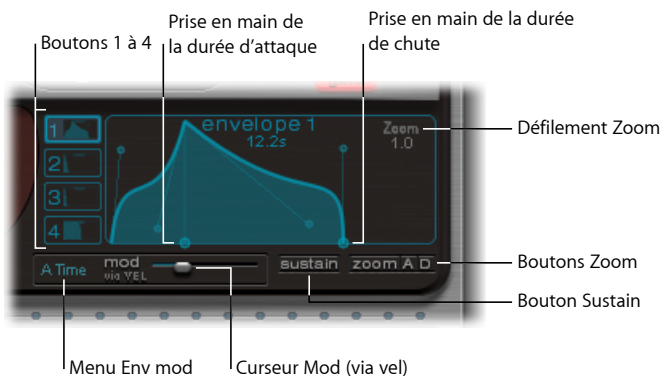 Boutons 1 à 4
Prise en main de
la durée d'attaque
Prise en main de la durée
de chute
1
2
3
4
envelope 1
12.2s
Zoom
1.0
Défilement Zoom
A Time
mod
via VEL
sustain
zoom A D
Boutons Zoom
Bouton Sustain
Menu Env mod
Curseur Mod (via vel)